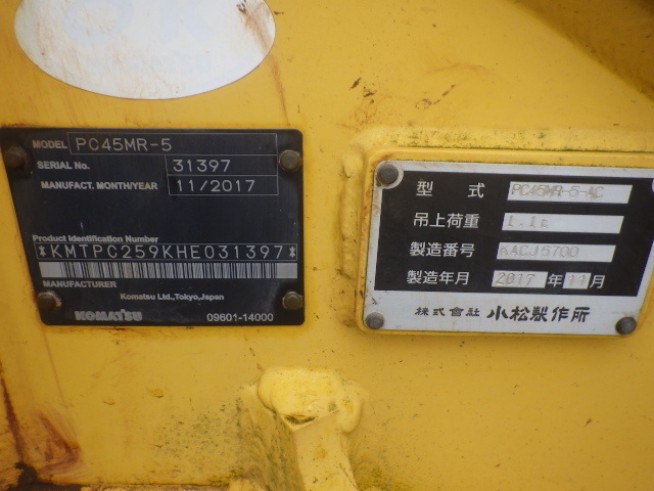 MODEL PC45MR-5
SERIAL No. 31397
MANUFACT. MONTH/YEAR 11/2017
Product Identification Number
*KMTPC259KHE031397*
MANUFACTURER
Komatsu Ltd.,Tokyo,Japan
KOMATSU 09601-14000
型式 PC45MR-5-AC
吊上荷重 1.1t
製造番号 KACJ5700
製造年月 2017 年 11 月
株式會社 小松製作所